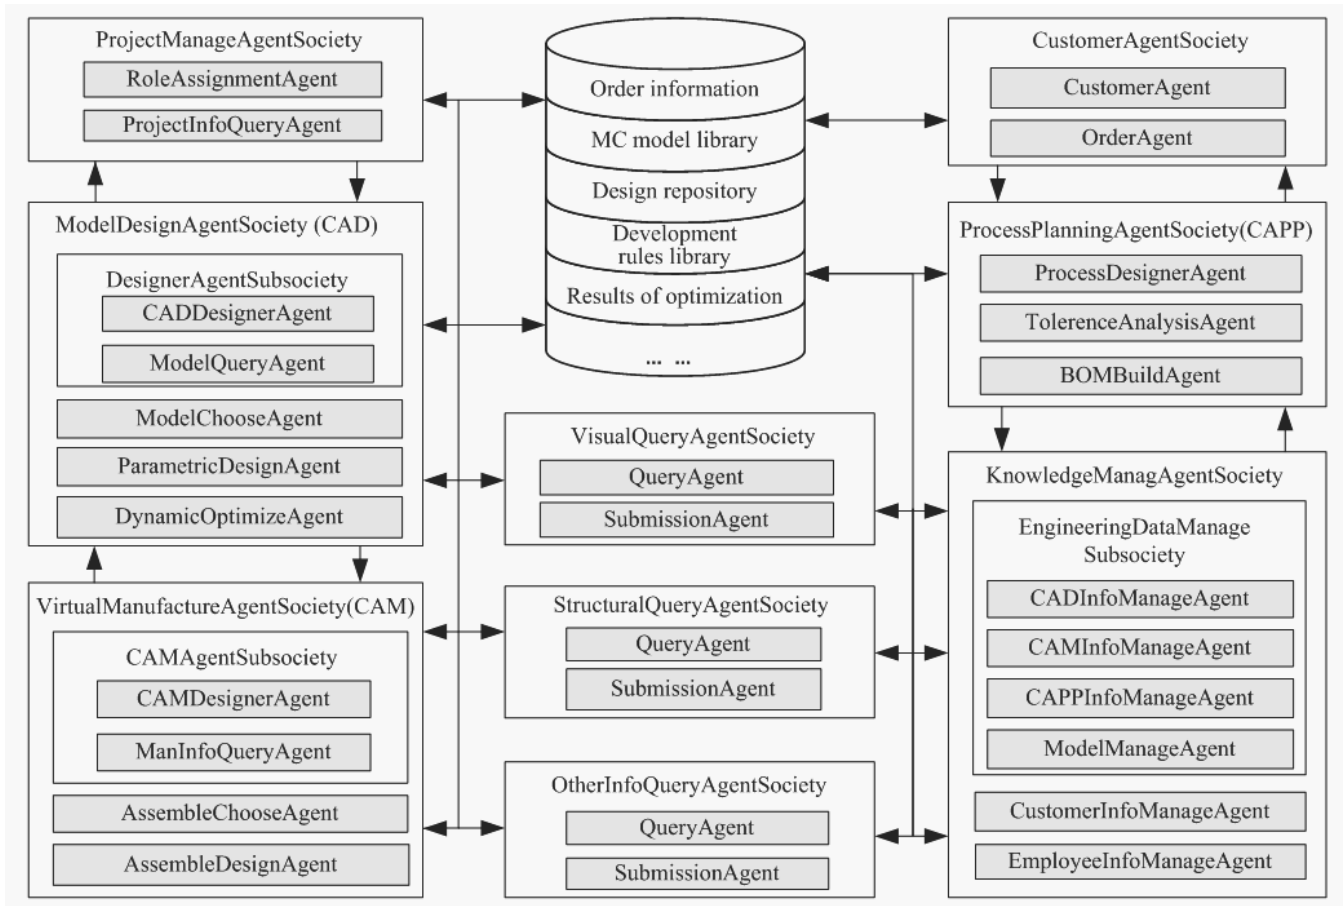 ProjectManageAgentSociety
RoleAssignmentAgent
ProjectInfoQueryAgent
ModelDesignAgentSociety (CAD)
DesignerAgentSubsociety
CADDesignerAgent
ModelQueryAgent
ModelChooseAgent
ParametricDesignAgent
DynamicOptimizeAgent
VirtualManufactureAgentSociety(CAM)
CAMAgentSubsociety
CAMDesignerAgent
ManInfoQueryAgent
AssembleChooseAgent
AssembleDesignAgent
Order information
MC model library
Design repository
Development
rules library
Results of optimization
... ...
VisualQueryAgentSociety
QueryAgent
SubmissionAgent
StructuralQueryAgentSociety
QueryAgent
SubmissionAgent
OtherInfoQueryAgentSociety
QueryAgent
SubmissionAgent
CustomerAgentSociety
CustomerAgent
OrderAgent
ProcessPlanningAgentSociety(CAPP)
ProcessDesignerAgent
TolerenceAnalysisAgent
BOMBuildAgent
KnowledgeManagAgentSociety
EngineeringDataManage
Subsociety
CADInfoManageAgent
CAMInfoManageAgent
CAPPInfoManageAgent
ModelManageAgent
CustomerInfoManageAgent
EmployeeInfoManageAgent